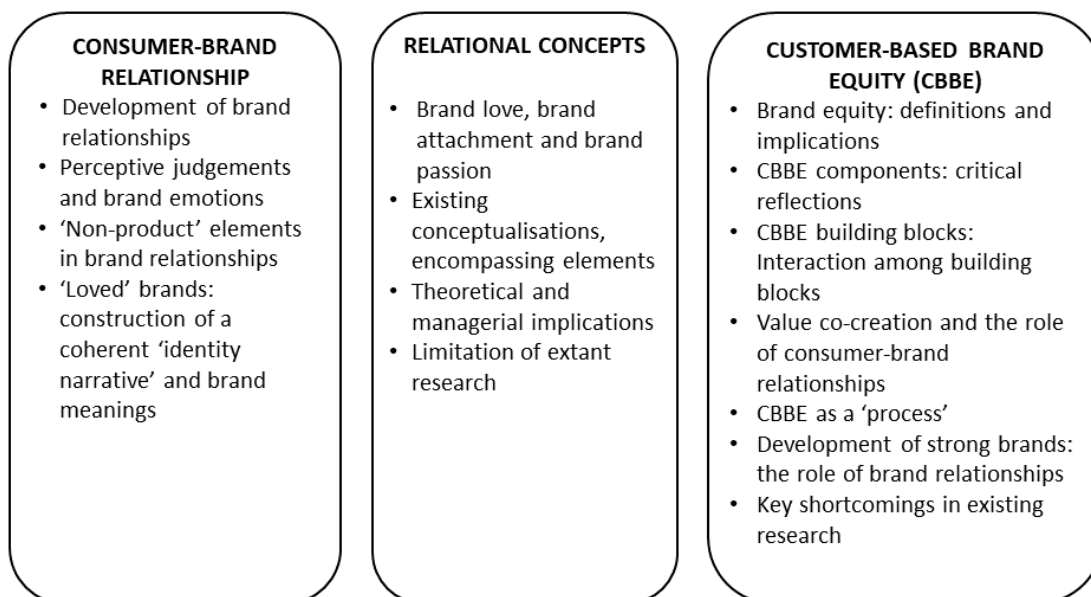 CONSUMER-BRAND
RELATIONSHIP
• Development of brand
relationships
• Perceptive judgements
and brand emotions
• ‘Non-product’ elements
in brand relationships
• ‘Loved’ brands:
construction of a
coherent ‘identity
narrative’ and brand
meanings
RELATIONAL CONCEPTS
• Brand love, brand
attachment and brand
passion
• Existing
conceptualisations,
encompassing elements
• Theoretical and
managerial implications
• Limitation of extant
research
CUSTOMER-BASED BRAND
EQUITY (CBBE)
• Brand equity: definitions and
implications
• CBBE components: critical
reflections
• CBBE building blocks:
Interaction among building
blocks
• Value co-creation and the role
of consumer-brand
relationships
• CBBE as a ‘process’
• Development of strong brands:
the role of brand relationships
• Key shortcomings in existing
research